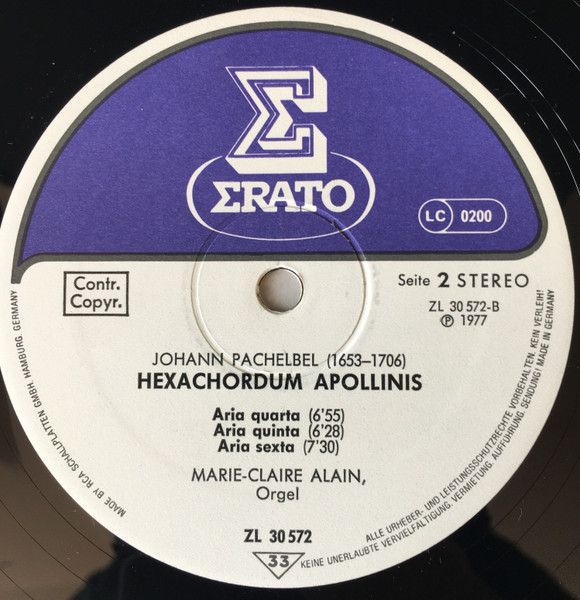 Σ
ΣRATO
LC 0200
Contr.
Copyr.
Seite 2 STEREO
ZL 30 572-B
℗ 1977
JOHANN PACHELBEL (1653–1706)
HEXACHORDUM APOLLINIS
Aria quarta (6'55)
Aria quinta (6'28)
Aria sexta (7'30)
MARIE-CLAIRE ALAIN,
Orgel
ZL 30 572
33
MADE BY RCA SCHALLPLATTEN GMBH. HAMBURG. GERMANY
ALLE URHEBER- UND LEISTUNGSSCHUTZRECHTE VORBEHALTEN. KEIN VERLEIH!
KEINE UNERLAUBTE VERVIELFÄLTIGUNG. VERMIETUNG. AUFFÜHRUNG. SENDUNG! MADE IN GERMANY